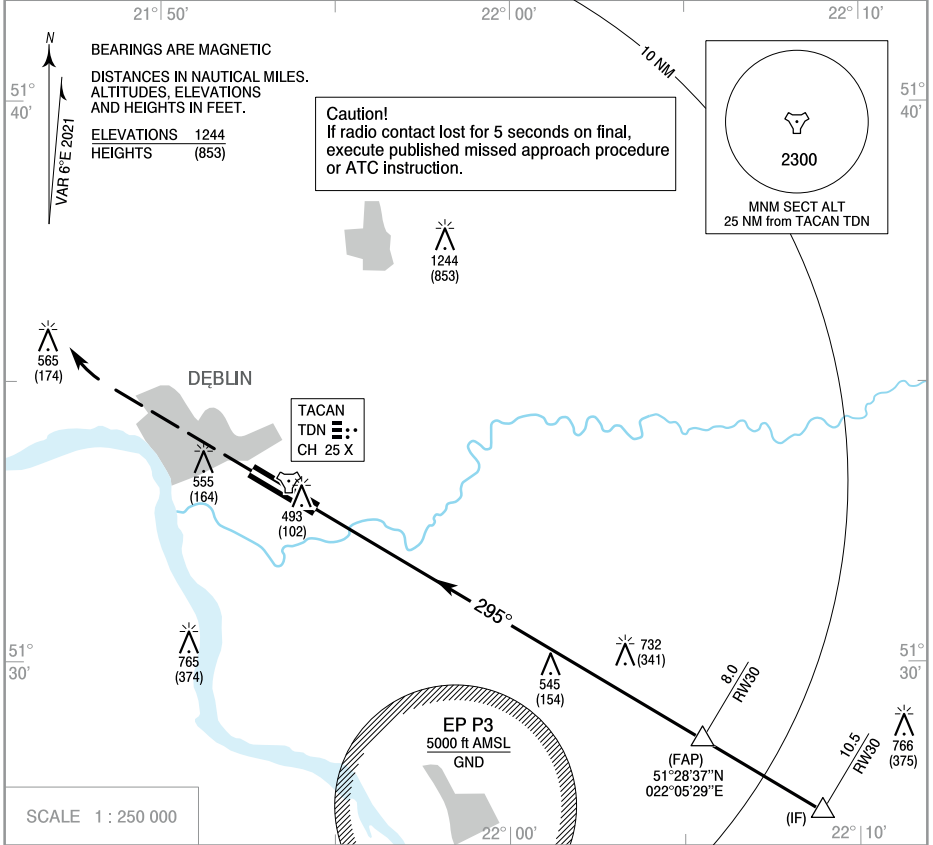 21° 50'
22° 00'
22° 10'
N
VAR 6°E 2021
BEARINGS ARE MAGNETIC
DISTANCES IN NAUTICAL MILES.
ALTITUDES, ELEVATIONS
AND HEIGHTS IN FEET.
ELEVATIONS 1244
HEIGHTS (853)
51°
40'
Caution!
If radio contact lost for 5 seconds on final,
execute published missed approach procedure
or ATC instruction.
10 NM
2300
MNM SECT ALT
25 NM from TACAN TDN
51°
40'
1244
(853)
565
(174)
DĘBLIN
TACAN
TDN
CH 25 X
555
(164)
493
(102)
295°
765
(374)
732
(341)
545
(154)
51°
30'
51°
30'
8.0
RW30
10.5
RW30
766
(375)
(FAP)
51°28'37"N
022°05'29"E
(IF)
EP P3
5000 ft AMSL
GND
SCALE 1 : 250 000
22° 00'
22° 10'